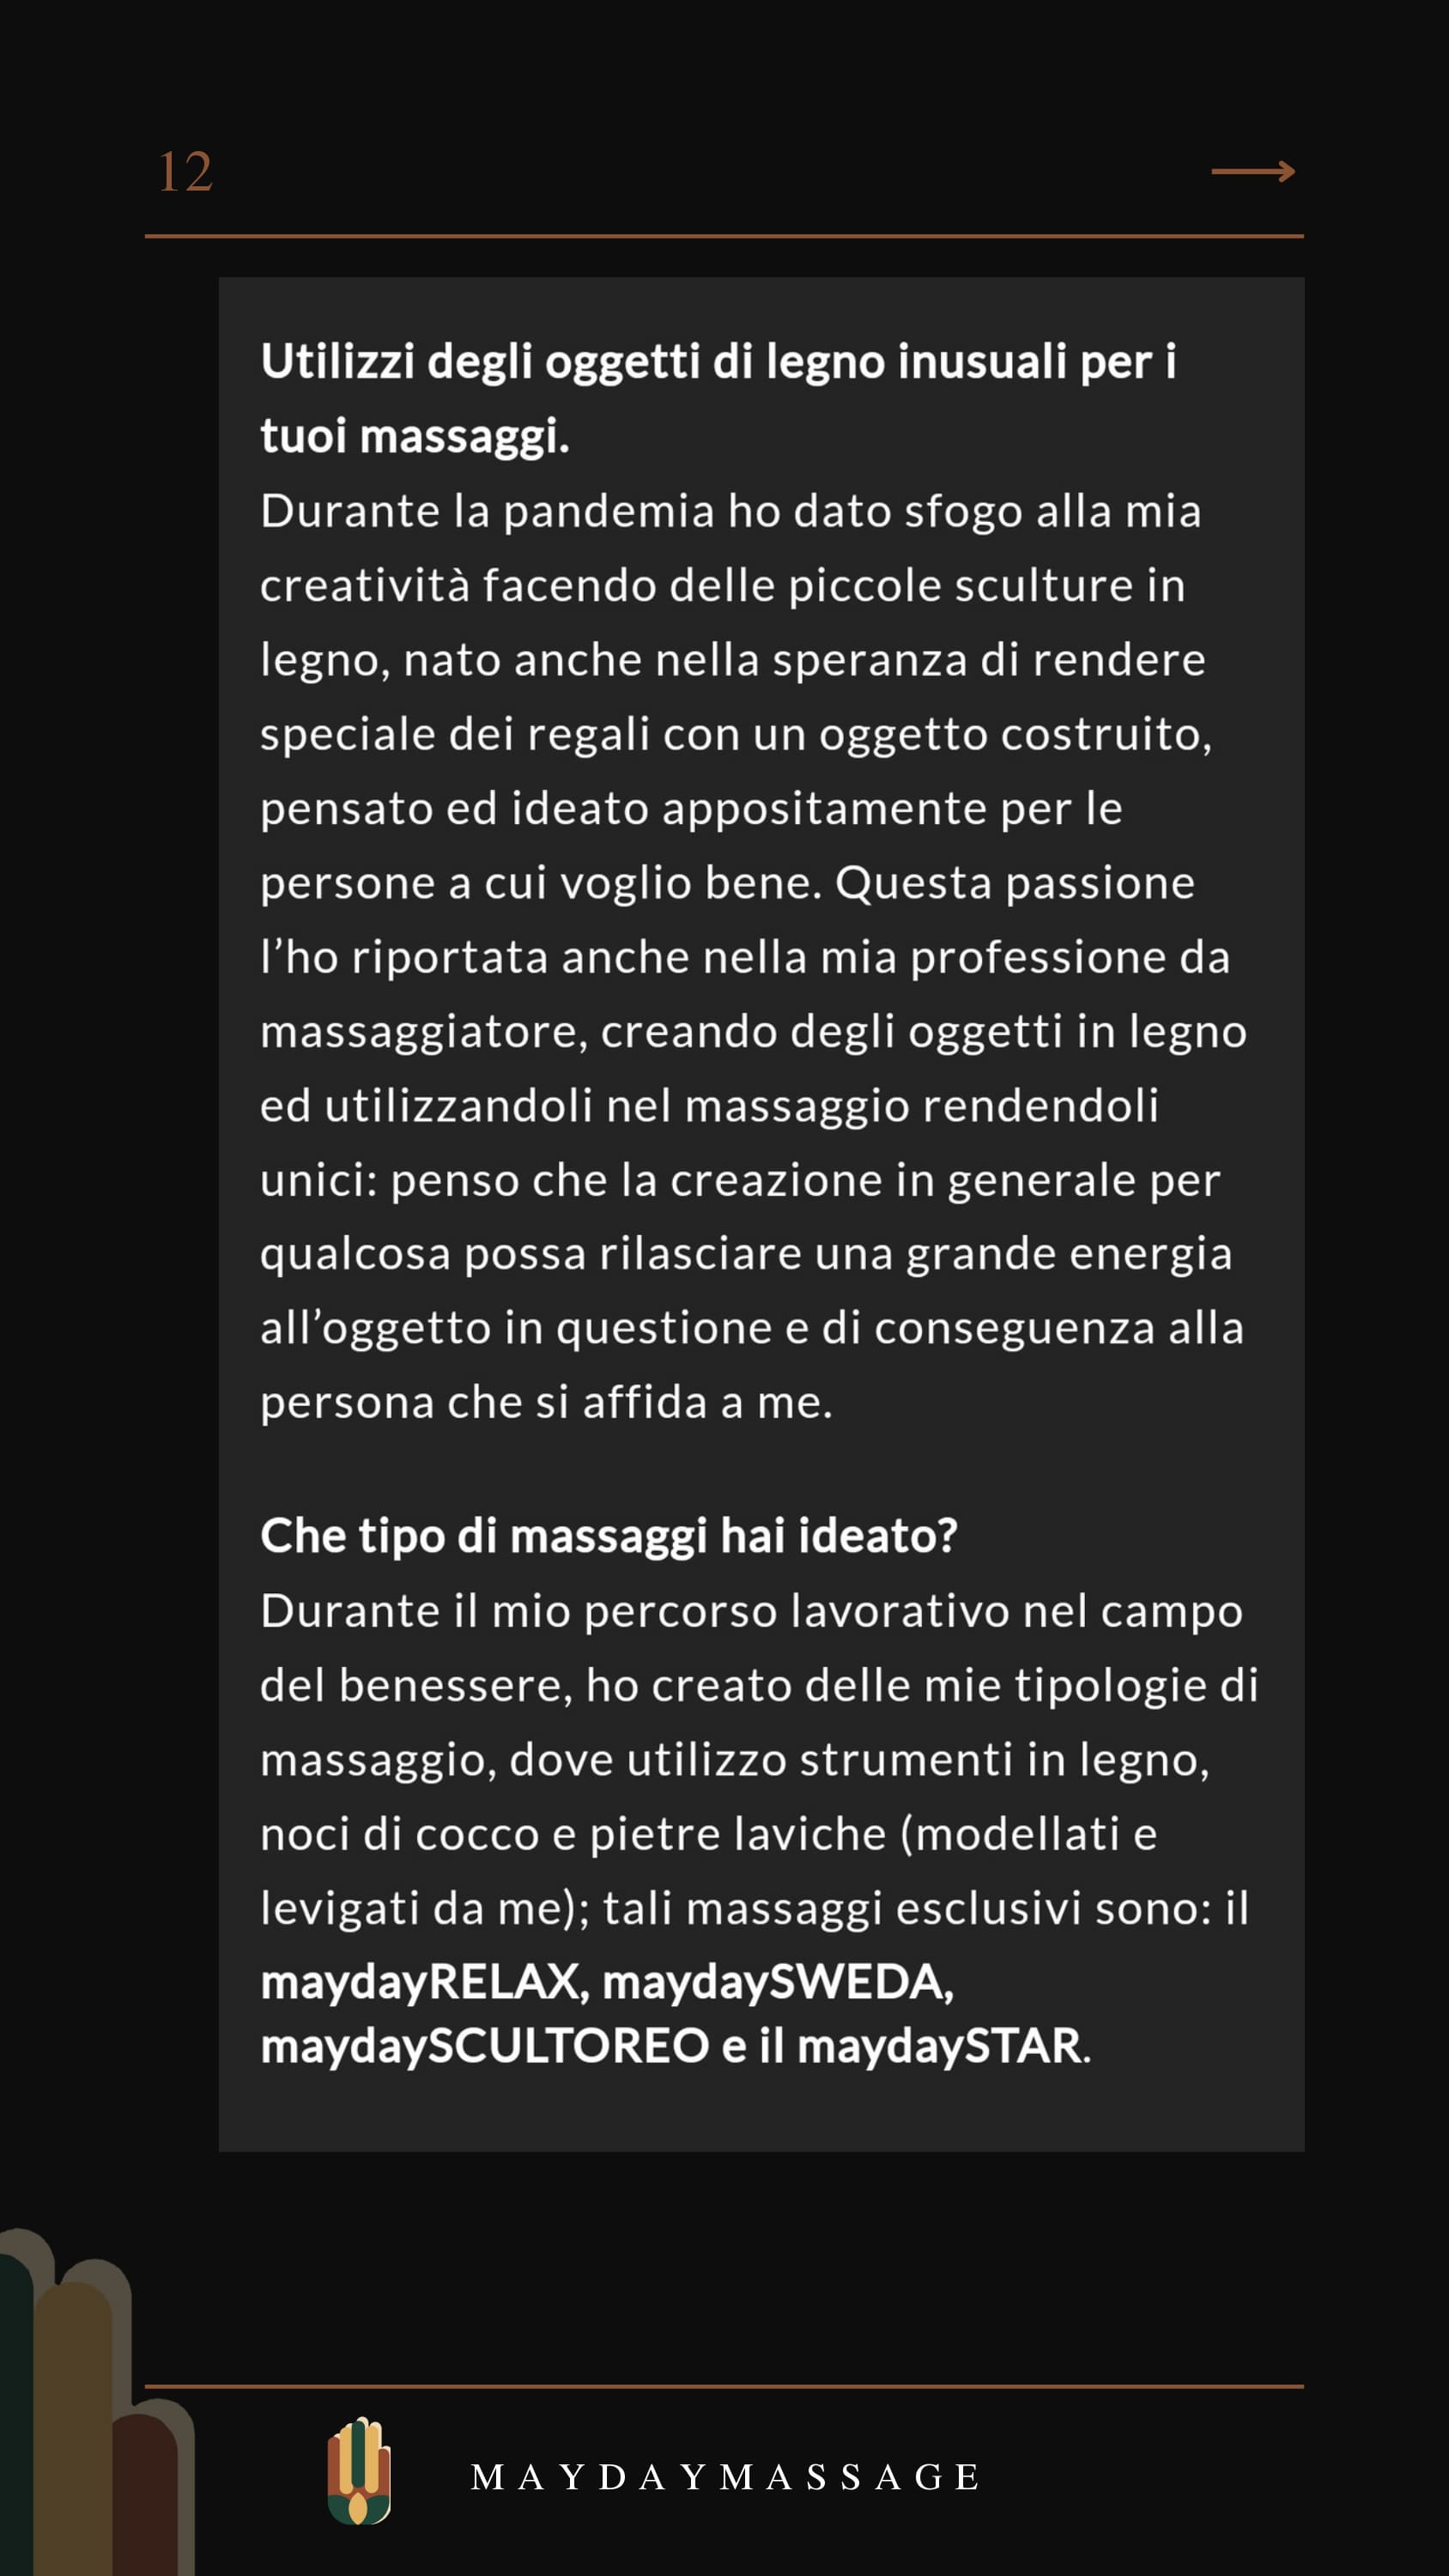 12
Utilizzi degli oggetti di legno inusuali per i
tuoi massaggi.
Durante la pandemia ho dato sfogo alla mia
creatività facendo delle piccole sculture in
legno, nato anche nella speranza di rendere
speciale dei regali con un oggetto costruito,
pensato ed ideato appositamente per le
persone a cui voglio bene. Questa passione
l’ho riportata anche nella mia professione da
massaggiatore, creando degli oggetti in legno
ed utilizzandoli nel massaggio rendendoli
unici: penso che la creazione in generale per
qualcosa possa rilasciare una grande energia
all’oggetto in questione e di conseguenza alla
persona che si affida a me.
Che tipo di massaggi hai ideato?
Durante il mio percorso lavorativo nel campo
del benessere, ho creato delle mie tipologie di
massaggio, dove utilizzo strumenti in legno,
noci di cocco e pietre laviche (modellati e
levigati da me); tali massaggi esclusivi sono: il
maydayRELAX, maydaySWEDA,
maydaySCULTOREO e il maydaySTAR.
MAYDAYMASSAGE